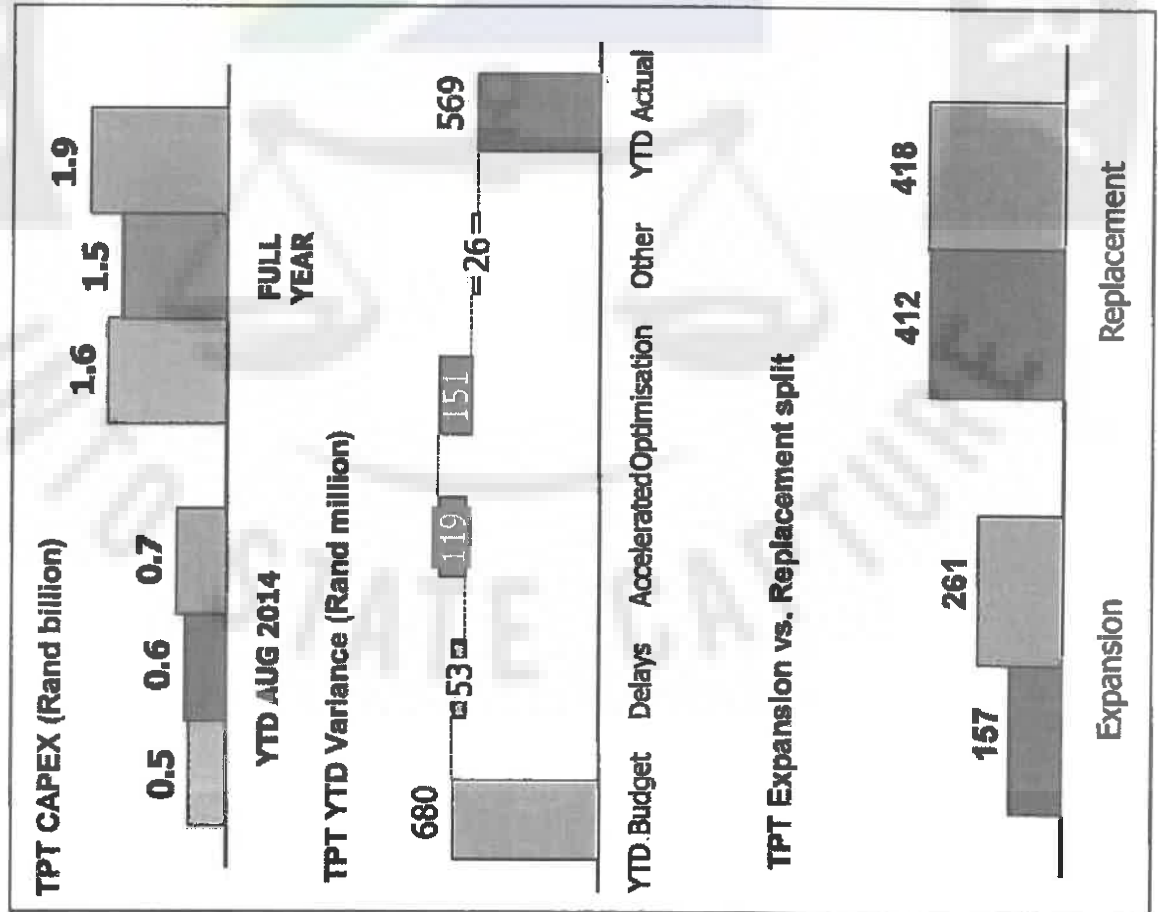 TPT CAPEX (Rand billion)
0.5 0.6 0.7 1.6 1.5 1.9
YTD AUG 2014
FULL
YEAR
TPT YTD Variance (Rand million)
680 53 119 151 26 569
YTD Budget Delays Accelerated Optimisation Other YTD Actual
TPT Expansion vs. Replacement split
157 261 412 418
Expansion Replacement
STATE CAPTURE